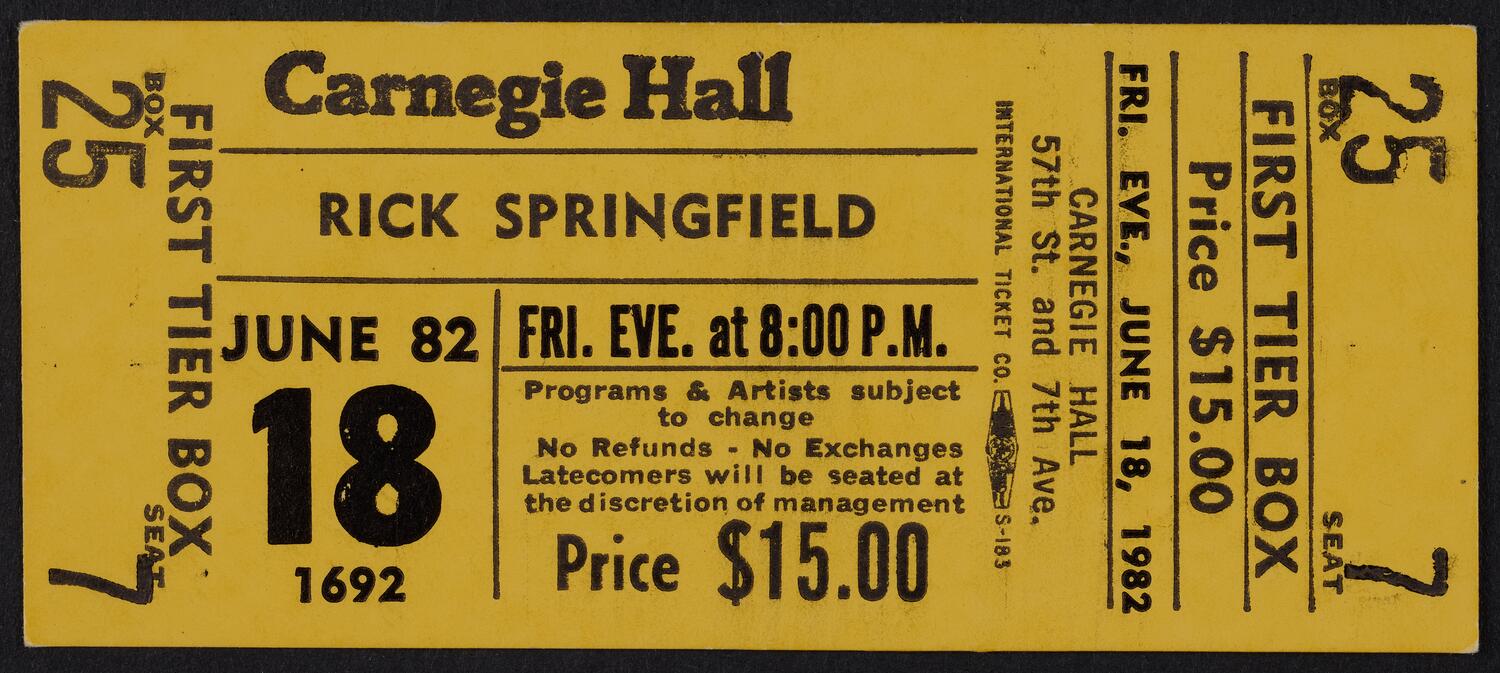 BOX
25
FIRST TIER BOX
SEAT
7
Carnegie Hall
RICK SPRINGFIELD
JUNE 82
18
1692
FRI. EVE. at 8:00 P.M.
Programs & Artists subject
to change
No Refunds - No Exchanges
Latecomers will be seated at
the discretion of management
Price $15.00
INTERNATIONAL TICKET CO. S-183
CARNEGIE HALL
57th St. and 7th Ave.
FRI. EVE., JUNE 18, 1982
Price $15.00
FIRST TIER BOX
BOX
25
SEAT
7